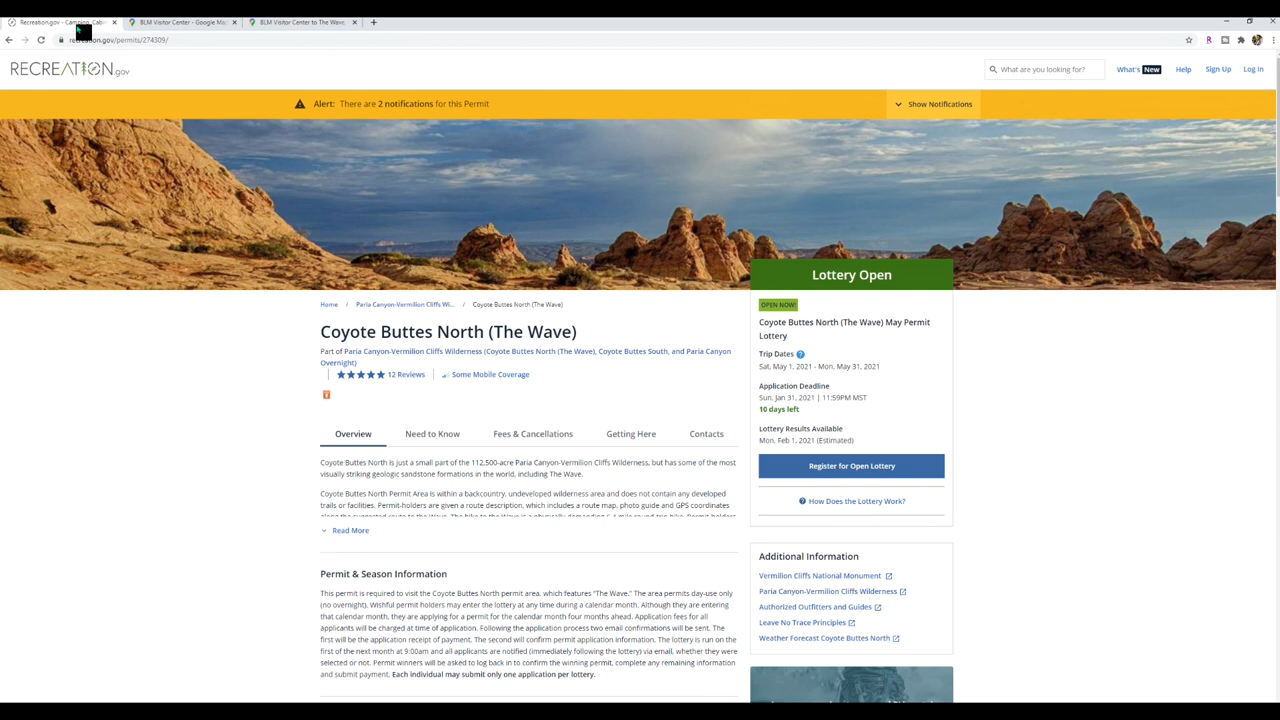 Recreation.gov - Camping, Cabi
BLM Visitor Center - Google Ma
BLM Visitor Center to The Wave,
recreation.gov/permits/274309/
RECREATION.gov
What are you looking for?
What's New
Help
Sign Up
Log In
Alert: There are 2 notifications for this Permit
Show Notifications
Lottery Open
Home / Paria Canyon-Vermilion Cliffs Wi... / Coyote Buttes North (The Wave)
Coyote Buttes North (The Wave)
Part of Paria Canyon-Vermilion Cliffs Wilderness (Coyote Buttes North (The Wave), Coyote Buttes South, and Paria Canyon
Overnight)
12 Reviews
Some Mobile Coverage
Overview
Need to Know
Fees & Cancellations
Getting Here
Contacts
Coyote Buttes North is just a small part of the 112,500-acre Paria Canyon-Vermilion Cliffs Wilderness, but has some of the most
visually striking geologic sandstone formations in the world, including The Wave.
Coyote Buttes North Permit Area is within a backcountry, undeveloped wilderness area and does not contain any developed
trails or facilities. Permit-holders are given a route description, which includes a route map, photo guide and GPS coordinates
Read More
Permit & Season Information
This permit is required to visit the Coyote Buttes North permit area, which features "The Wave." The area permits day-use only
(no overnight). Wishful permit holders may enter the lottery at any time during a calendar month. Although they are entering
that calendar month, they are applying for a permit for the calendar month four months ahead. Application fees for all
applicants will be charged at time of application. Following the application process two email confirmations will be sent. The
first will be the application receipt of payment. The second will confirm permit application information. The lottery is run on the
first of the next month at 9:00am and all applicants are notified (immediately following the lottery) via email, whether they were
selected or not. Permit winners will be asked to log back in to confirm the winning permit, complete any remaining information
and submit payment. Each individual may submit only one application per lottery.
OPEN NOW!
Coyote Buttes North (The Wave) May Permit
Lottery
Trip Dates
Sat, May 1, 2021 - Mon, May 31, 2021
Application Deadline
Sun, Jan 31, 2021 | 11:59PM MST
10 days left
Lottery Results Available
Mon, Feb 1, 2021 (Estimated)
Register for Open Lottery
How Does the Lottery Work?
Additional Information
Vermilion Cliffs National Monument
Paria Canyon-Vermilion Cliffs Wilderness
Authorized Outfitters and Guides
Leave No Trace Principles
Weather Forecast Coyote Buttes North